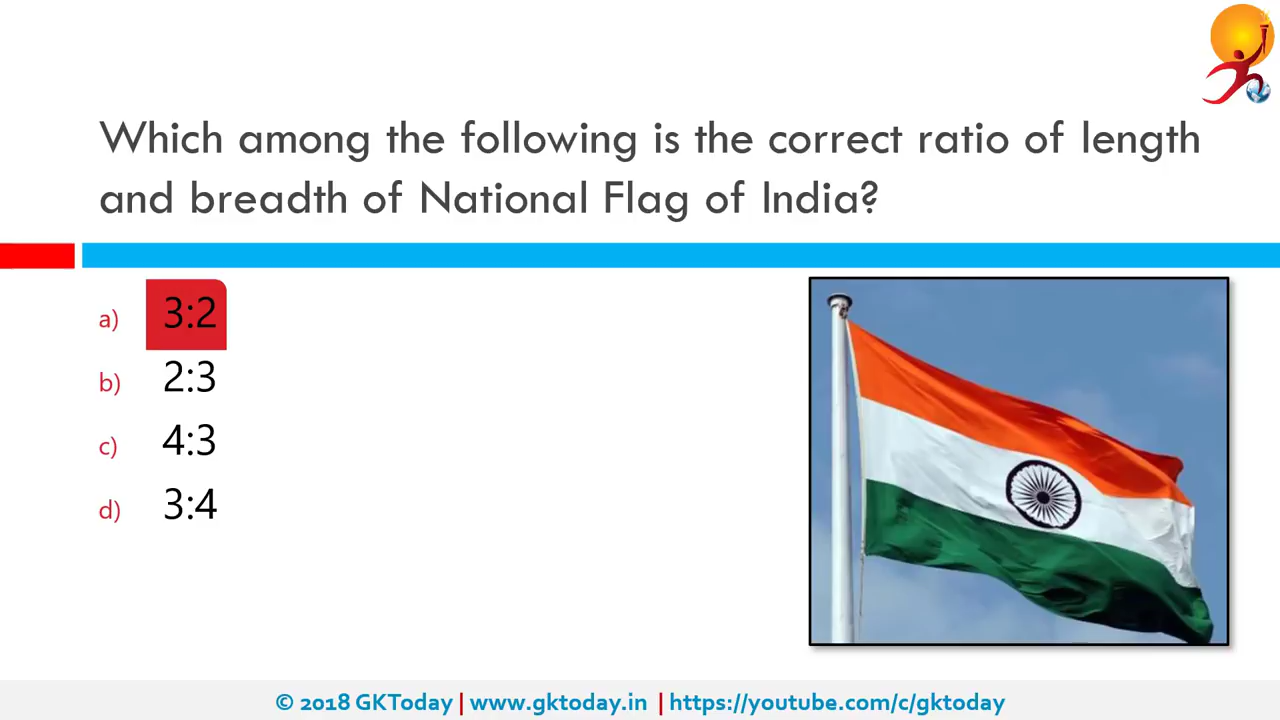 Which among the following is the correct ratio of length
and breadth of National Flag of India?
a) 3:2
b) 2:3
c) 4:3
d) 3:4
© 2018 GKToday | www.gktoday.in | https://youtube.com/c/gktoday